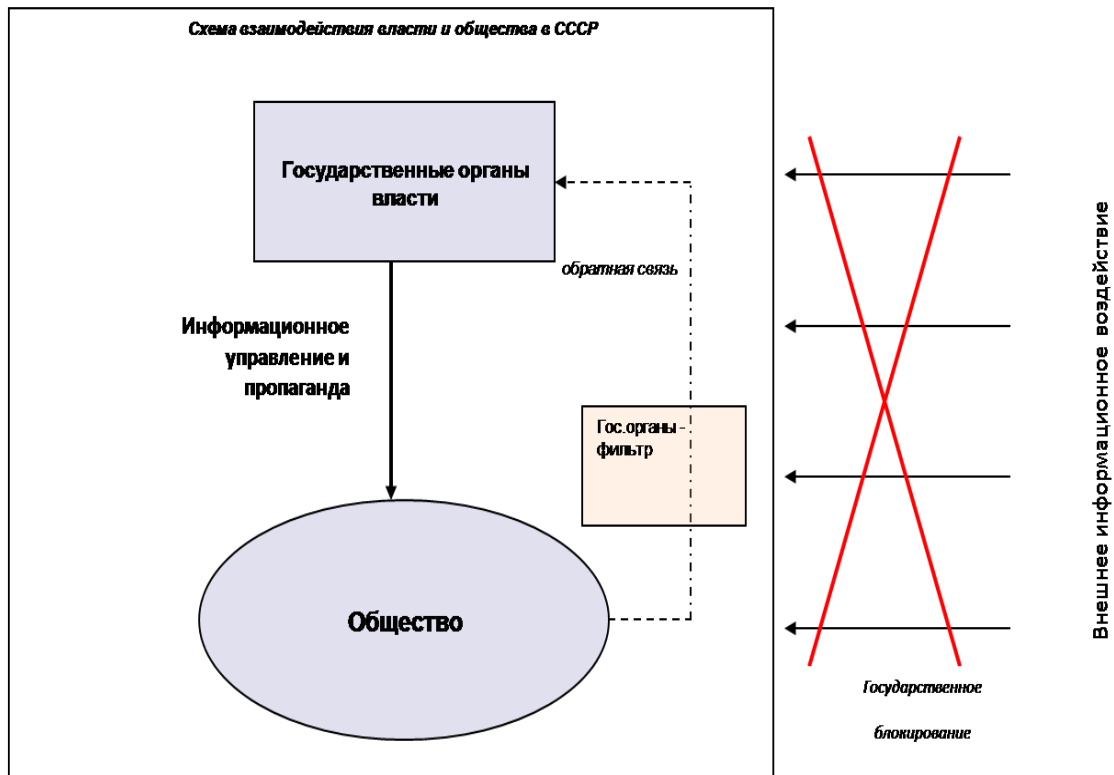 Схема взаимодействия власти и общества в СССР
Государственные органы
власти
обратная связь
Информационное
управление и
пропаганда
Гос.органы -
фильтр
Общество
Внешнее информационное воздействие
Государственное
блокирование